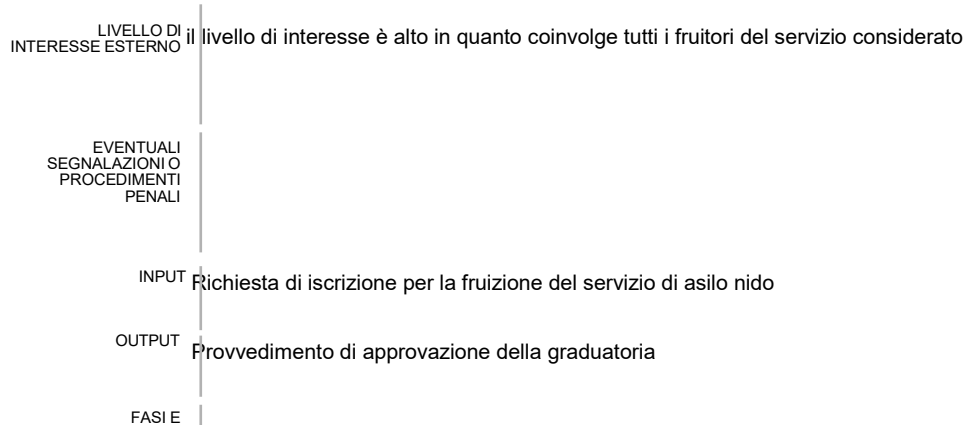 LIVELLO DI
INTERESSE ESTERNO
il livello di interesse è alto in quanto coinvolge tutti i fruitori del servizio considerato
EVENTUALI
SEGNALAZIONI O
PROCEDIMENTI
PENALI
INPUT
Richiesta di iscrizione per la fruizione del servizio di asilo nido
OUTPUT
Provvedimento di approvazione della graduatoria
FASI E